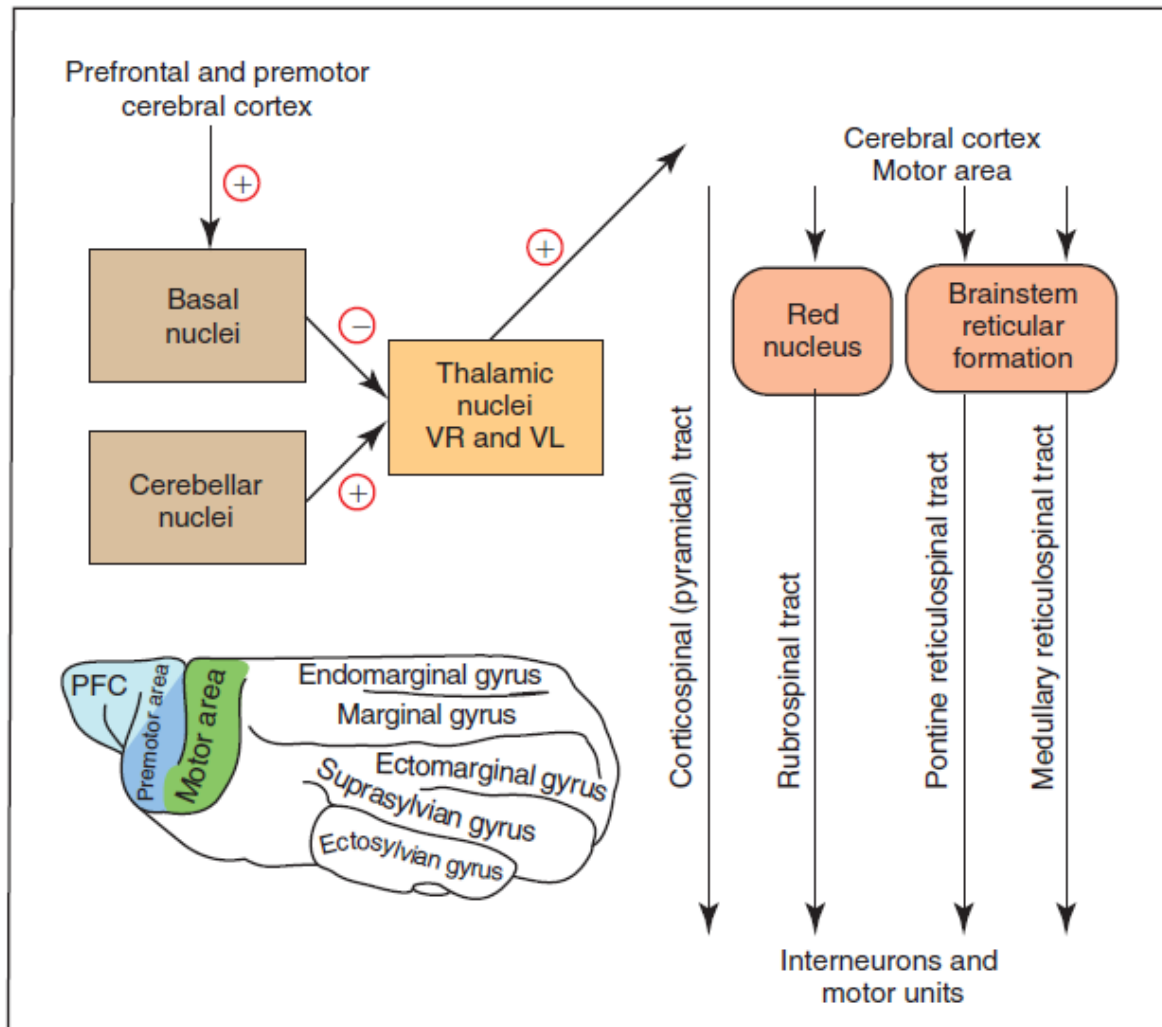 Prefrontal and premotor
cerebral cortex
+
Basal
nuclei
−
Cerebellar
nuclei
+
Thalamic
nuclei
VR and VL
+
Cerebral cortex
Motor area
Red
nucleus
Brainstem
reticular
formation
Corticospinal (pyramidal) tract
Rubrospinal tract
Pontine reticulospinal tract
Medullary reticulospinal tract
Interneurons and
motor units
PFC
Premotor area
Motor area
Endomarginal gyrus
Marginal gyrus
Ectomarginal gyrus
Suprasylvian gyrus
Ectosylvian gyrus